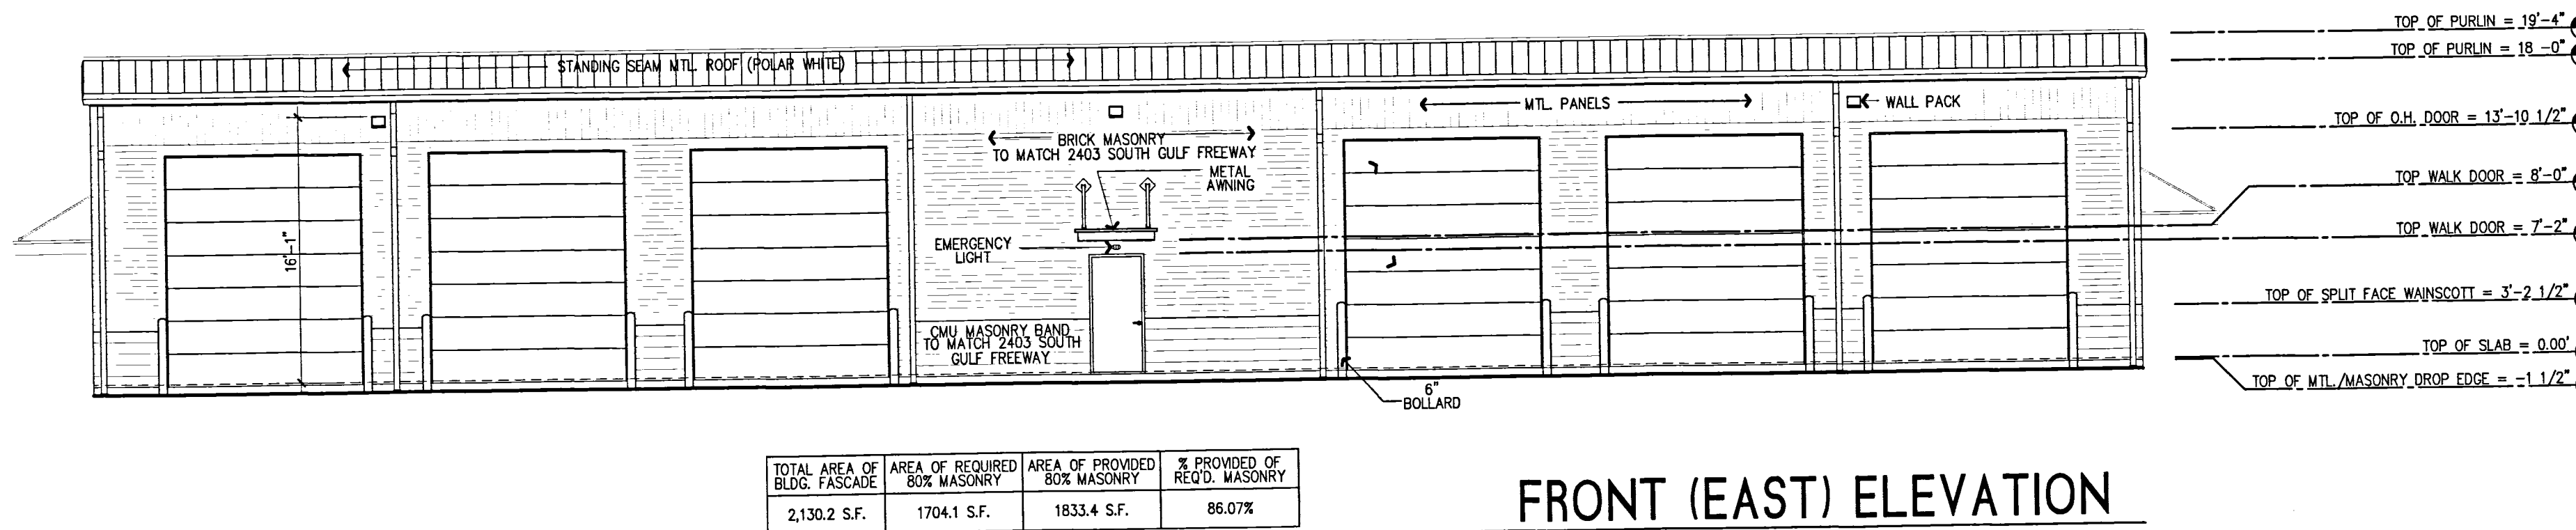 TOP OF PURLIN = 19'-4"
TOP OF PURLIN = 18 -0"
STANDING SEAM MTL. ROOF (POLAR WHITE)
MTL. PANELS
WALL PACK
TOP OF O.H. DOOR = 13'-10 1/2"
BRICK MASONRY
TO MATCH 2403 SOUTH GULF FREEWAY
METAL
AWNING
TOP WALK DOOR = 8'-0"
TOP WALK DOOR = 7'-2"
16'-1"
EMERGENCY
LIGHT
TOP OF SPLIT FACE WAINSCOTT = 3'-2 1/2"
CMU MASONRY BAND
TO MATCH 2403 SOUTH
GULF FREEWAY
TOP OF SLAB = 0.00'
TOP OF MTL./MASONRY DROP EDGE = -1 1/2"
6"
BOLLARD
TOTAL AREA OF
BLDG. FASCADE
AREA OF REQUIRED
80% MASONRY
AREA OF PROVIDED
80% MASONRY
% PROVIDED OF
REQ'D. MASONRY
2,130.2 S.F.
1704.1 S.F.
1833.4 S.F.
86.07%
FRONT (EAST) ELEVATION